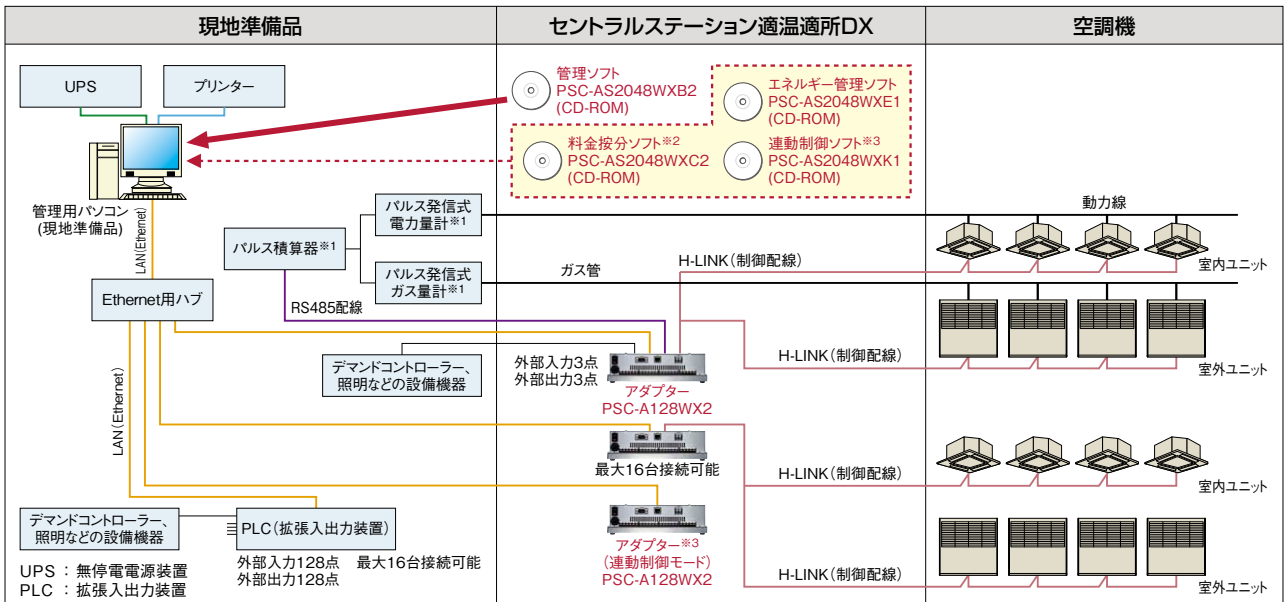 現地準備品
セントラルステーション適温適所DX
空調機
UPS
プリンター
管理用パソコン
(現地準備品)
管理ソフト
PSC-AS2048WXB2
(CD-ROM)
エネルギー管理ソフト
PSC-AS2048WXE1
(CD-ROM)
料金按分ソフト※2
PSC-AS2048WXC2
(CD-ROM)
連動制御ソフト※3
PSC-AS2048WXK1
(CD-ROM)
LAN(Ethernet)
パルス積算器※1
パルス発信式
電力量計※1
パルス発信式
ガス量計※1
動力線
ガス管
H-LINK(制御配線)
室内ユニット
Ethernet用ハブ
RS485配線
デマンドコントローラー、
照明などの設備機器
外部入力3点
外部出力3点
アダプター
PSC-A128WX2
H-LINK(制御配線)
室外ユニット
LAN(Ethernet)
最大16台接続可能
H-LINK(制御配線)
室内ユニット
デマンドコントローラー、
照明などの設備機器
PLC(拡張入出力装置)
外部入力128点
外部出力128点
最大16台接続可能
アダプター※3
(連動制御モード)
PSC-A128WX2
H-LINK(制御配線)
室外ユニット
UPS : 無停電電源装置
PLC : 拡張入出力装置